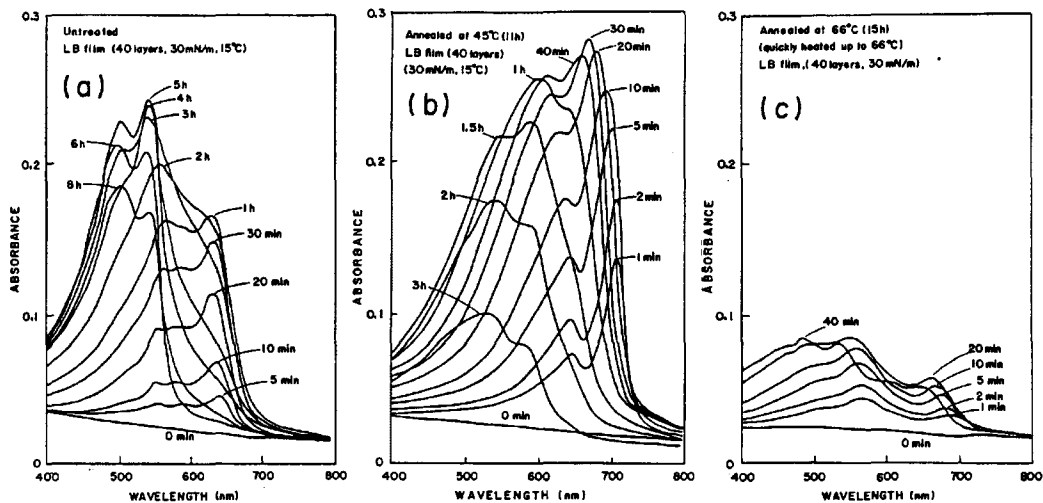 0.3
Untreated
LB film (40 layers, 30mN/m, 15°C)
(a)
5h
4h
3h
6h
2h
8h
1h
30 min
20 min
10 min
5 min
0 min
0.2
0.1
0
ABSORBANCE
400 500 600 700 800
WAVELENGTH (nm)
0.3
Annealed at 45°C (11h)
LB film (40 layers)
(30mN/m, 15°C)
(b)
30 min
20 min
40 min
1h
10 min
5 min
1.5h
2h
2 min
1 min
3h
0 min
0.2
0.1
0
ABSORBANCE
400 500 600 700 800
WAVELENGTH (nm)
0.3
Annealed at 66°C (15h)
(quickly heated up to 66°C)
LB film, (40 layers, 30mN/m)
(c)
40 min
20 min
10 min
5 min
2 min
1 min
0 min
0.2
0.1
0
ABSORBANCE
400 500 600 700 800
WAVELENGTH (nm)